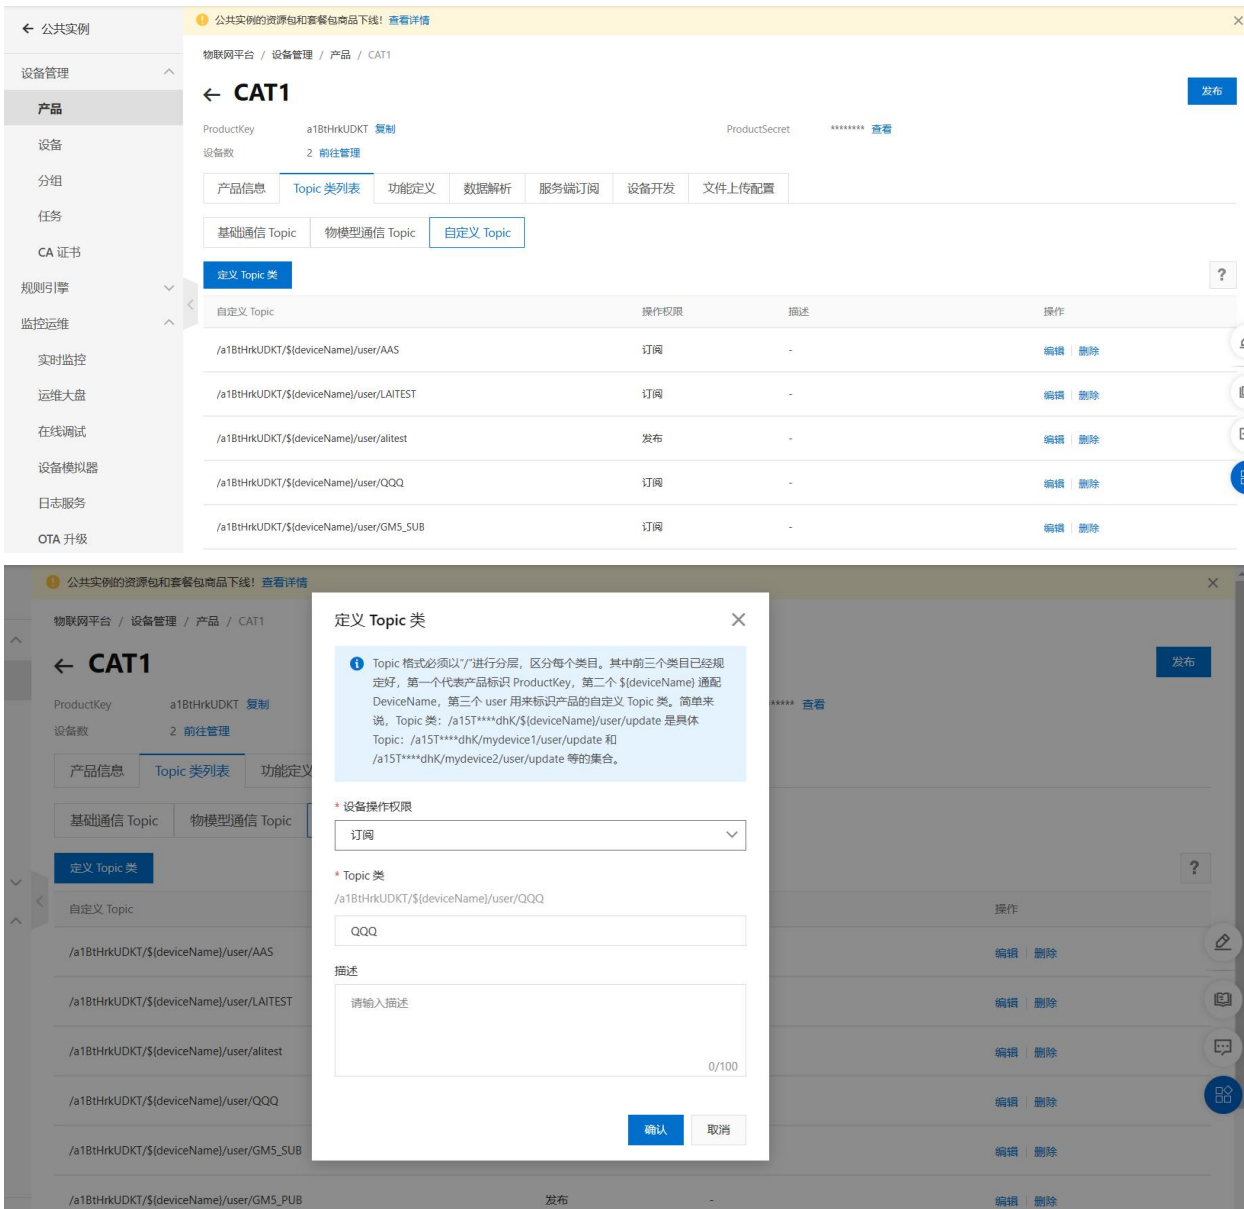 ← 公共实例
公共实例的资源包和套餐包商品下线！查看详情
物联网平台 / 设备管理 / 产品 / CAT1
← CAT1
发布
ProductKey a1BtHrkUDKT 复制 ProductSecret ******** 查看
设备数 2 前往管理
设备管理
产品
设备
分组
任务
CA 证书
规则引擎
监控运维
实时监控
运维大盘
在线调试
设备模拟器
日志服务
OTA 升级
产品信息 Topic 类列表 功能定义 数据解析 服务端订阅 设备开发 文件上传配置
基础通信 Topic 物模型通信 Topic 自定义 Topic
定义 Topic 类 ?
自定义 Topic 操作权限 描述 操作
/a1BtHrkUDKT/${deviceName}/user/AAS 订阅 - 编辑 删除
/a1BtHrkUDKT/${deviceName}/user/LAITEST 订阅 - 编辑 删除
/a1BtHrkUDKT/${deviceName}/user/alitest 发布 - 编辑 删除
/a1BtHrkUDKT/${deviceName}/user/QQQ 订阅 - 编辑 删除
/a1BtHrkUDKT/${deviceName}/user/GM5_SUB 订阅 - 编辑 删除
公共实例的资源包和套餐包商品下线！查看详情
物联网平台 / 设备管理 / 产品 / CAT1
← CAT1
发布
ProductKey a1BtHrkUDKT 复制 ***** 查看
设备数 2 前往管理
产品信息 Topic 类列表 功能定义
基础通信 Topic 物模型通信 Topic
定义 Topic 类 ?
自定义 Topic 操作
/a1BtHrkUDKT/${deviceName}/user/AAS 编辑 删除
/a1BtHrkUDKT/${deviceName}/user/LAITEST 编辑 删除
/a1BtHrkUDKT/${deviceName}/user/alitest 编辑 删除
/a1BtHrkUDKT/${deviceName}/user/QQQ 编辑 删除
/a1BtHrkUDKT/${deviceName}/user/GM5_SUB 编辑 删除
/a1BtHrkUDKT/${deviceName}/user/GM5_PUB 发布 - 编辑 删除
定义 Topic 类
Topic 格式必须以"/"进行分层，区分每个类目。其中前三个类目已经规
定好，第一个代表产品标识 ProductKey，第二个 ${deviceName} 通配
DeviceName，第三个 user 用来标识产品的自定义 Topic 类。简单来
说，Topic 类：/a15T****dhK/${deviceName}/user/update 是具体
Topic：/a15T****dhK/mydevice1/user/update 和
/a15T****dhK/mydevice2/user/update 等的集合。
* 设备操作权限
订阅
* Topic 类
/a1BtHrkUDKT/${deviceName}/user/QQQ
QQQ
描述
请输入描述
0/100
确认 取消